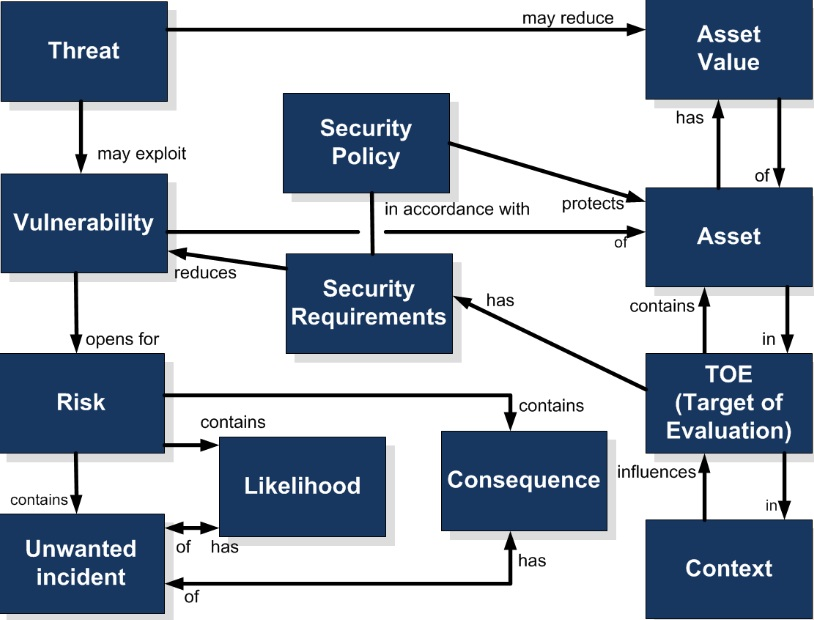 Threat
may reduce
Asset
Value
may exploit
Security
Policy
has
of
Vulnerability
in accordance with
protects
of
Asset
reduces
Security
Requirements
has
contains
in
opens for
Risk
TOE
(Target of
Evaluation)
contains
contains
contains
Likelihood
Consequence
influences
in
Unwanted
incident
of
has
has
of
Context